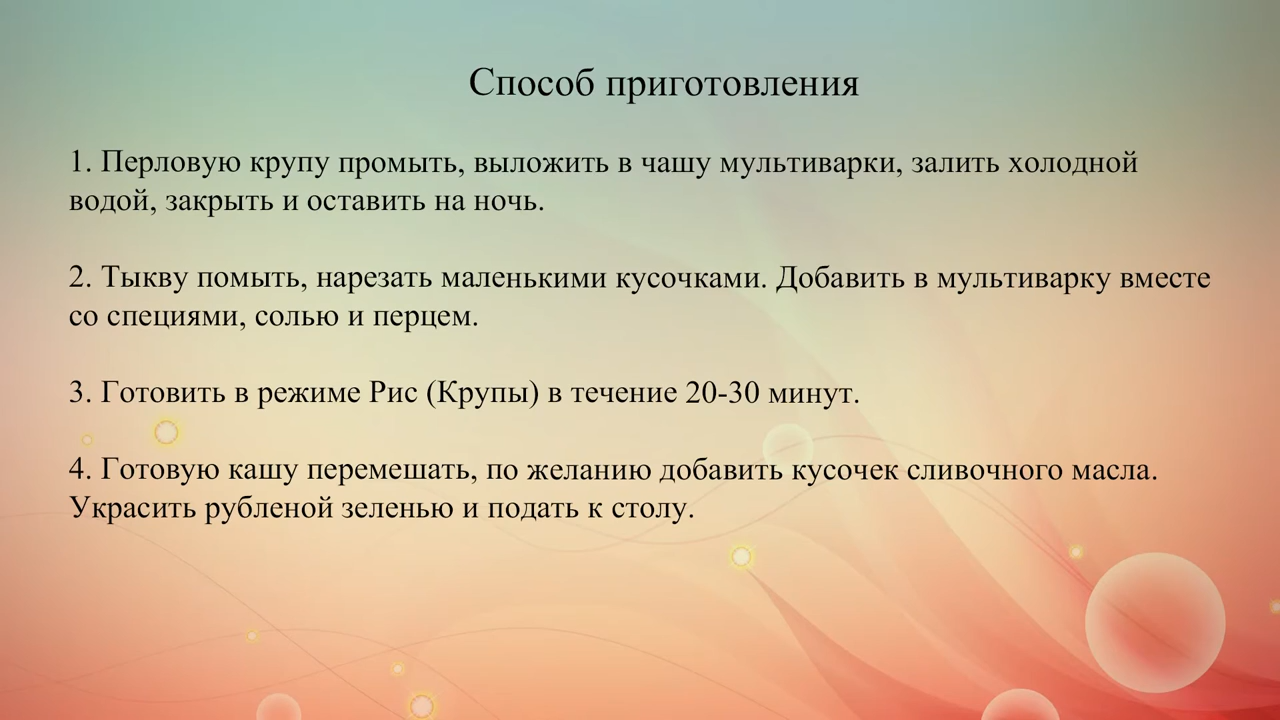 Способ приготовления
1. Перловую крупу промыть, выложить в чашу мультиварки, залить холодной
водой, закрыть и оставить на ночь.
2. Тыкву помыть, нарезать маленькими кусочками. Добавить в мультиварку вместе
со специями, солью и перцем.
3. Готовить в режиме Рис (Крупы) в течение 20-30 минут.
4. Готовую кашу перемешать, по желанию добавить кусочек сливочного масла.
Украсить рубленой зеленью и подать к столу.